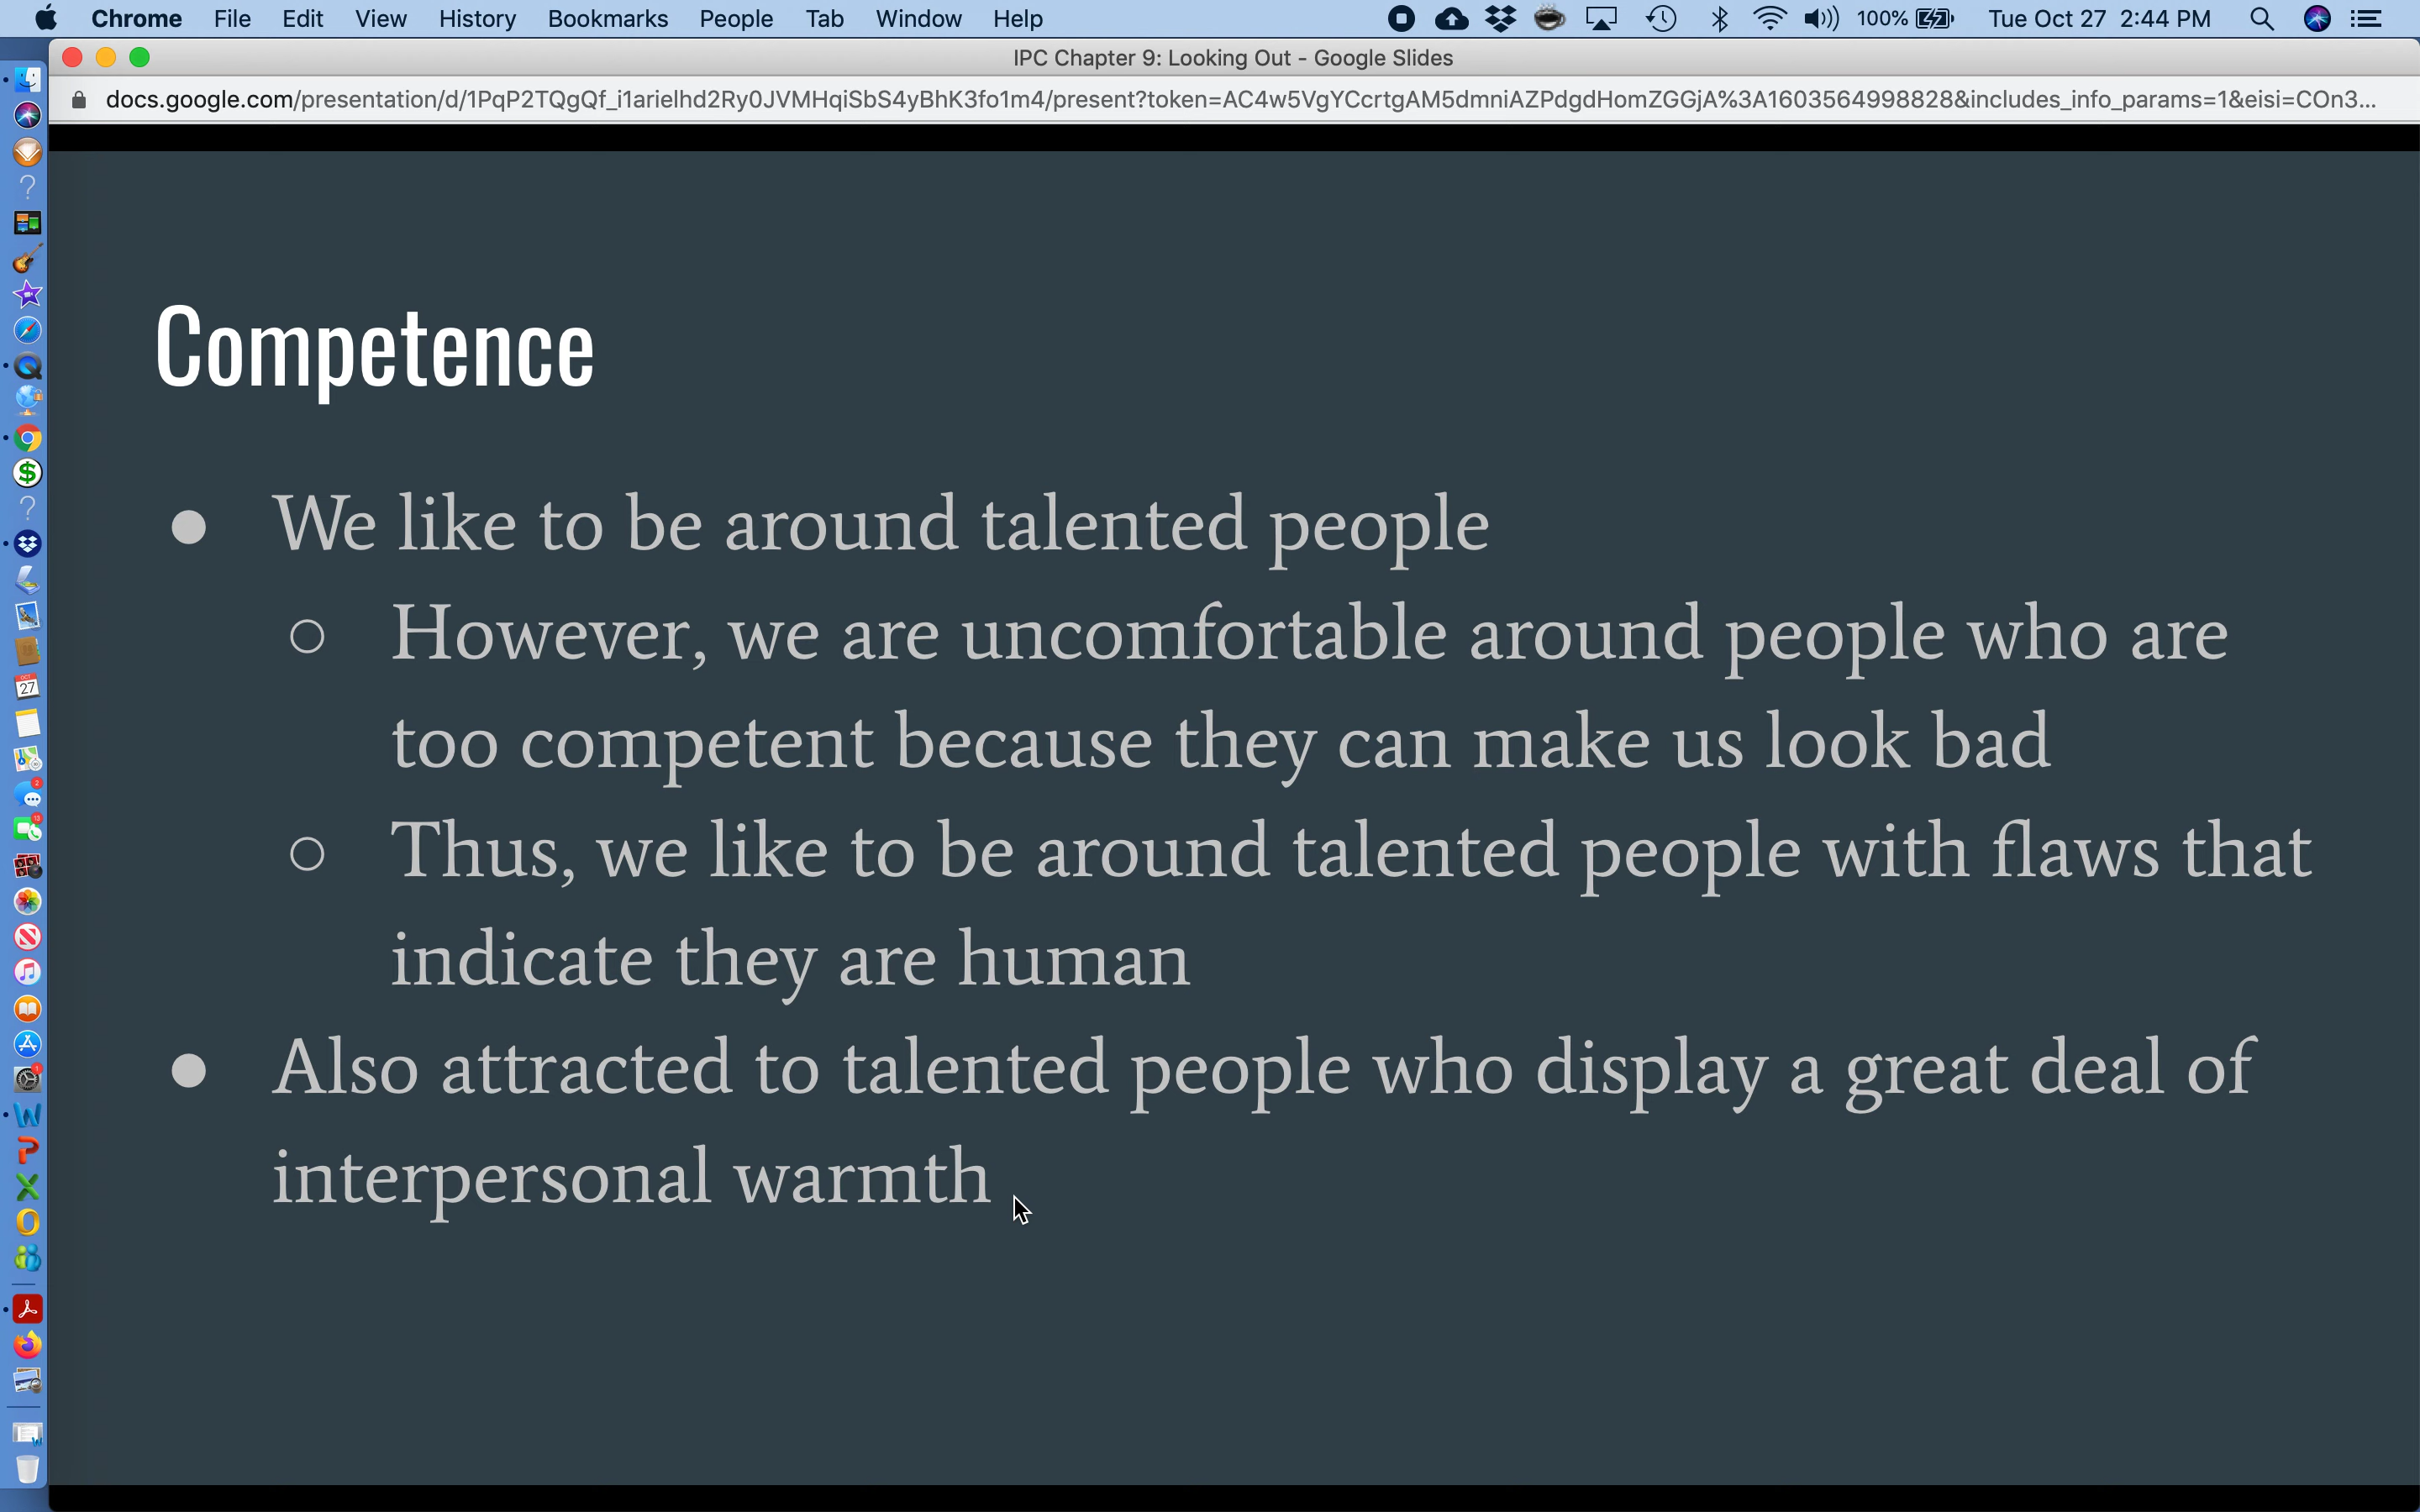 Chrome File Edit View History Bookmarks People Tab Window Help 100% Tue Oct 27 2:44 PM
IPC Chapter 9: Looking Out - Google Slides
docs.google.com/presentation/d/1PqP2TQgQf_i1arielhd2Ry0JVMHqiSbS4yBhK3fo1m4/present?token=AC4w5VgYCcrtgAM5dmniAZPdgdHomZGGjA%3A1603564998828&includes_info_params=1&eisi=COn3...
Competence
● We like to be around talented people
○ However, we are uncomfortable around people who are
too competent because they can make us look bad
○ Thus, we like to be around talented people with flaws that
indicate they are human
● Also attracted to talented people who display a great deal of
interpersonal warmth